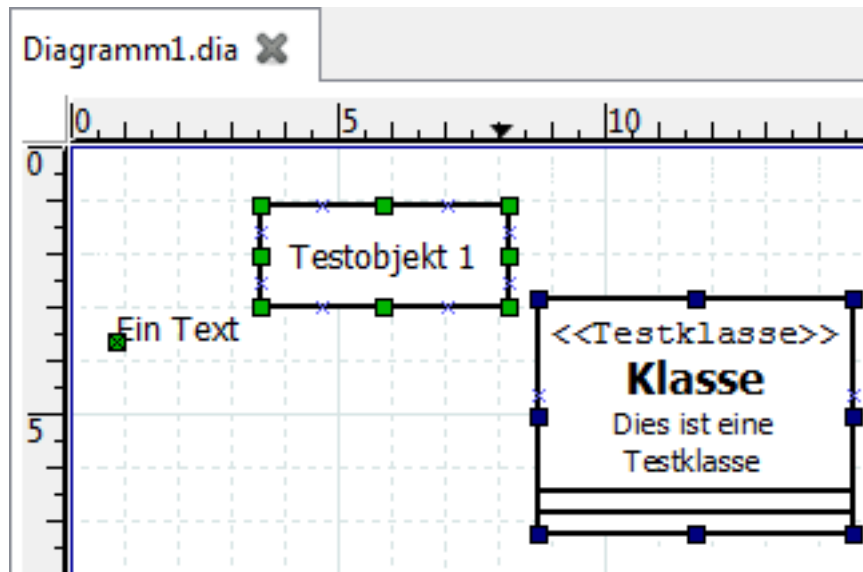 Diagramm1.dia
0 5 10
0
Testobjekt 1
Ein Text
<<Testklasse>>
Klasse
5
Dies ist eine
Testklasse